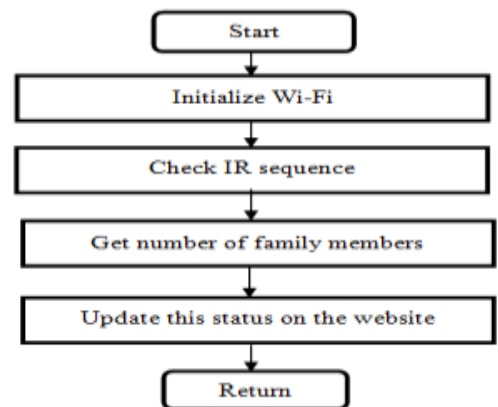 Start
Initialize Wi-Fi
Check IR sequence
Get number of family members
Update this status on the website
Return